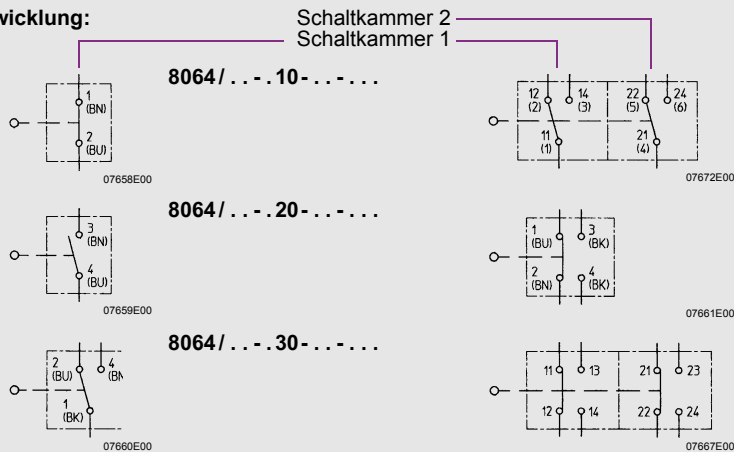 wicklung:
Schaltkammer 2
Schaltkammer 1
8064/ . . - . 10 - . . - . . .
1
(BN)
2
(BU)
07658E00
12
(2)
14
(3)
11
(1)
22
(5)
24
(6)
21
(4)
07672E00
8064/ . . - . 20 - . . - . . .
3
(BN)
4
(BU)
07659E00
1
(BU)
3
(BK)
2
(BN)
4
(BK)
07661E00
8064/ . . - . 30 - . . - . . .
2
(BU)
4
(BN
1
(BK)
07660E00
11
13
12
14
21
23
22
24
07667E00